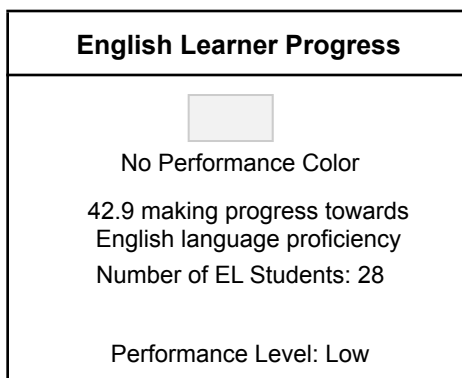 English Learner Progress
No Performance Color
42.9 making progress towards
English language proficiency
Number of EL Students: 28
Performance Level: Low